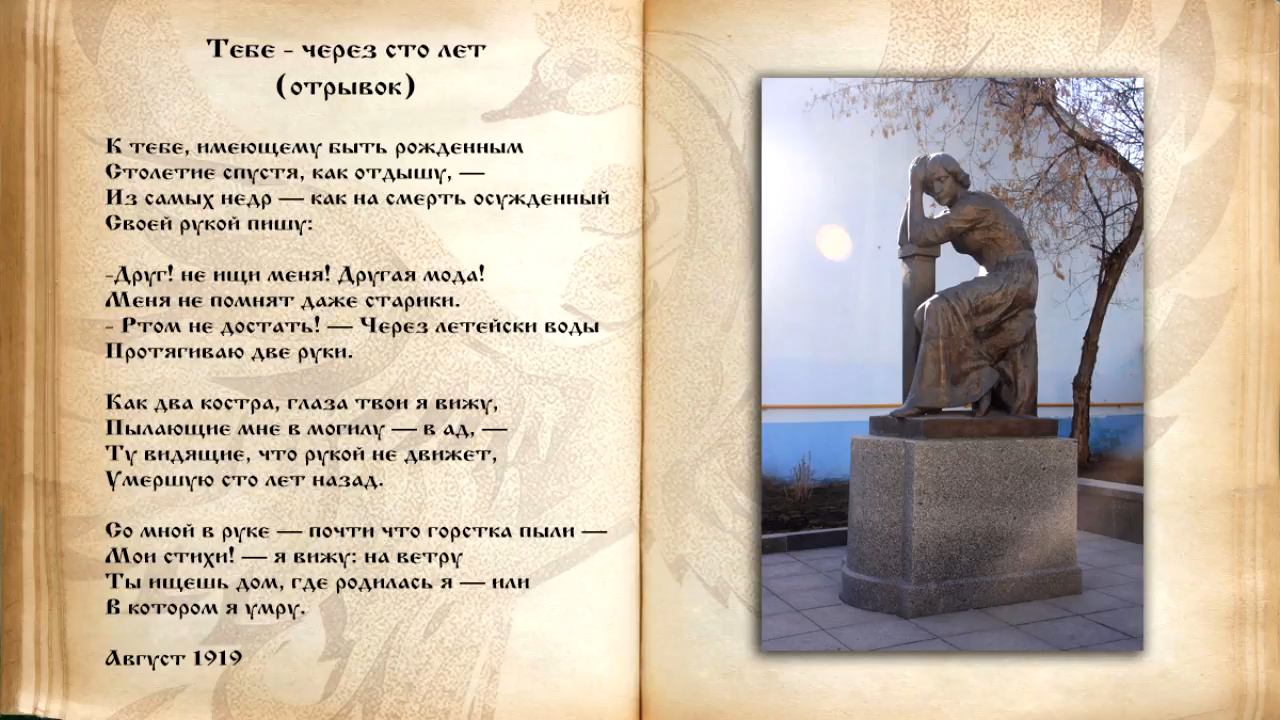 Тебе - через сто лет
(отрывок)
К тебе, имеющему быть рожденным
Столетие спустя, как отдышу, —
Из самых недр — как на смерть осужденный
Своей рукой пишу:
-Друг! не ищи меня! Другая мода!
Меня не помнят даже старики.
- Ртом не достать! — Через летейски воды
Протягиваю две руки.
Как два костра, глаза твои я вижу,
Пылающие мне в могилу — в ад, —
Ту видящие, что рукой не движет,
Умершую сто лет назад.
Со мной в руке — почти что горстка пыли —
Мои стихи! — я вижу: на ветру
Ты ищешь дом, где родилась я — или
В котором я умру.
Август 1919